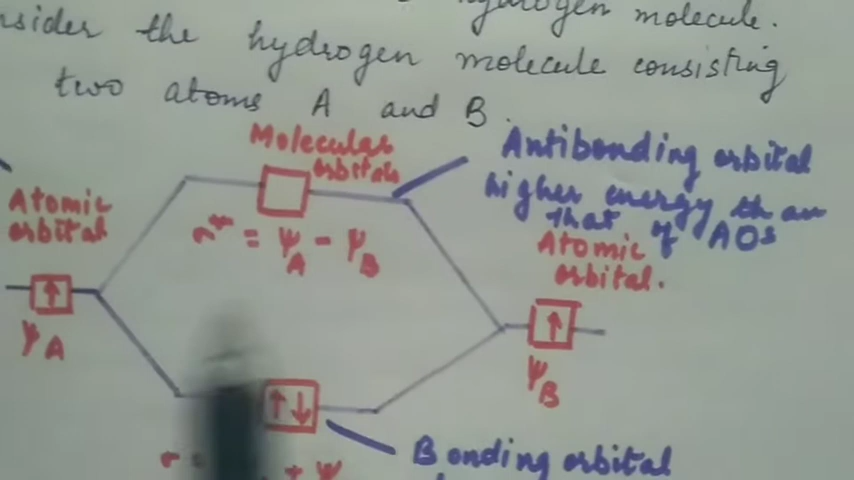 hydrogen molecule.
nsider the hydrogen molecule consisting
two atoms A and B.
Molecular
orbitals
Antibonding orbital
higher energy than
that of AOs
Atomic
orbital
σ* = ψA - ψB
Atomic
orbital.
↑
ψA
↑
ψB
↑↓
Bonding orbital
σ
+ ψ